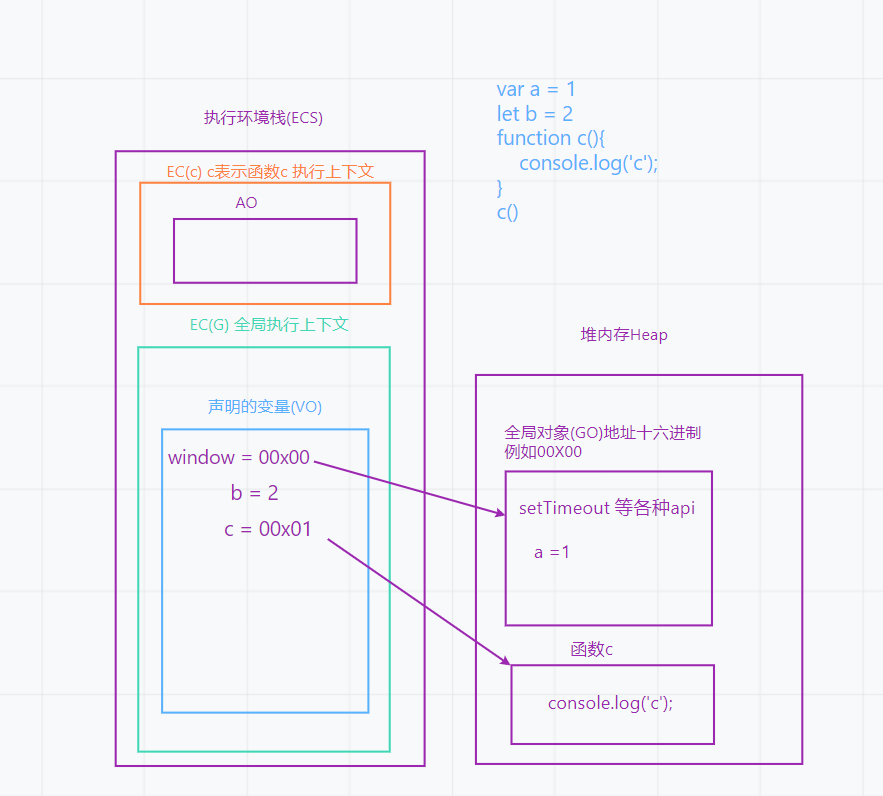 var a = 1
let b = 2
function c(){
console.log('c');
}
c()
执行环境栈(ECS)
EC(c) c表示函数c 执行上下文
AO
EC(G) 全局执行上下文
声明的变量(VO)
window = 00x00
b = 2
c = 00x01
堆内存Heap
全局对象(GO)地址十六进制
例如00X00
setTimeout 等各种api
a =1
函数c
console.log('c');